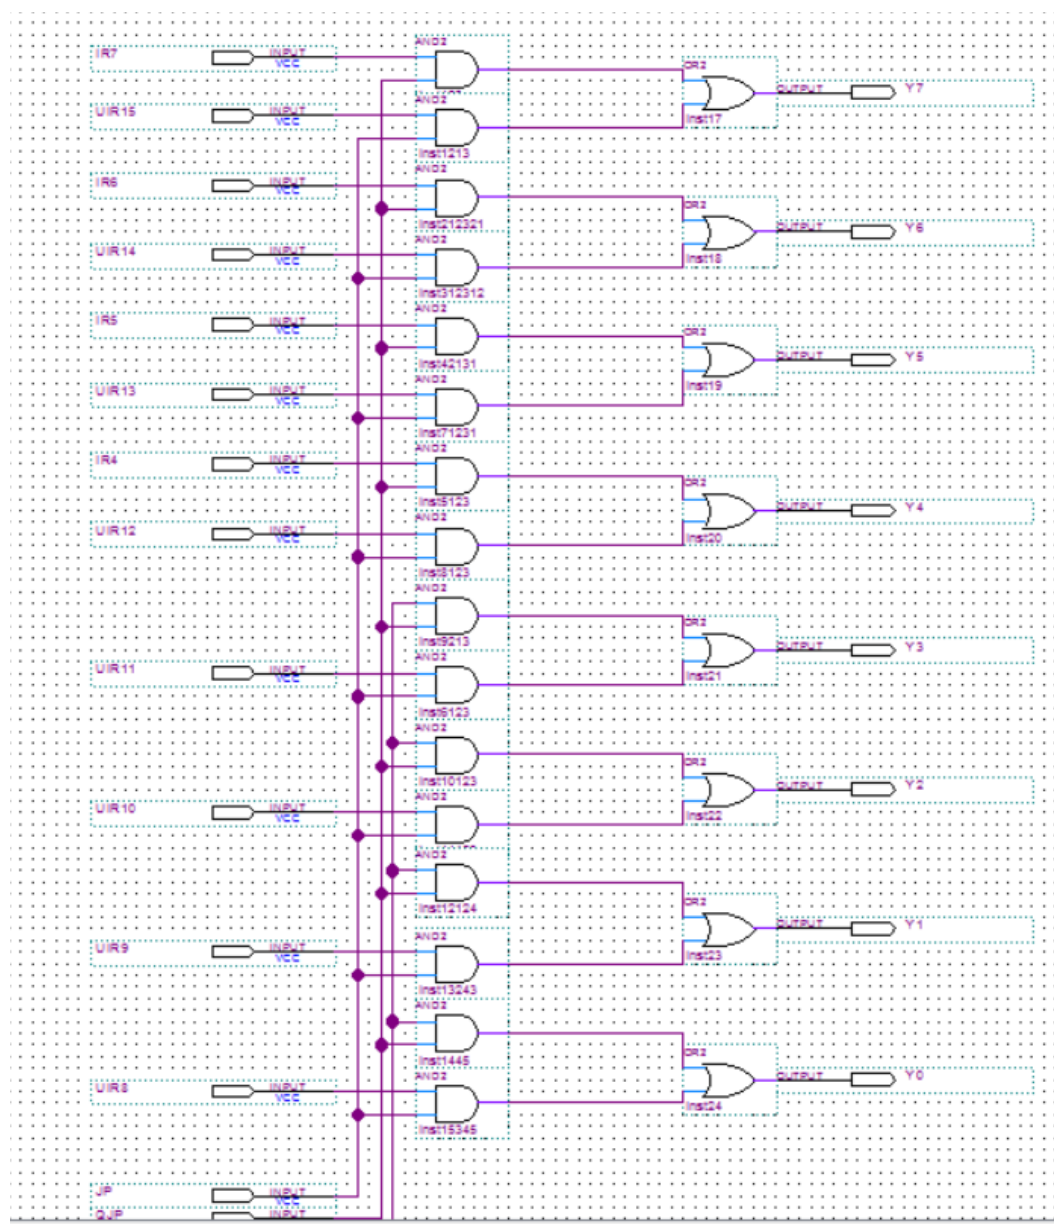 AND2
IR7 INPUT VCC
OR2
OUTPUT Y7
AND2
UIR15 INPUT VCC
inst17
inst1213
AND2
IR6 INPUT VCC
OR2
inst212321
OUTPUT Y6
AND2
UIR14 INPUT VCC
inst18
inst312312
AND2
IR5 INPUT VCC
OR2
OUTPUT Y5
inst42131
AND2
UIR13 INPUT VCC
inst19
inst71231
AND2
IR4 INPUT VCC
OR2
inst5123
OUTPUT Y4
AND2
UIR12 INPUT VCC
inst20
inst8123
AND2
OR2
inst9213
OUTPUT Y3
AND2
UIR11 INPUT VCC
inst21
inst6123
AND2
OR2
inst10123
OUTPUT Y2
AND2
UIR10 INPUT VCC
inst22
AND2
OR2
inst12124
OUTPUT Y1
AND2
UIR9 INPUT VCC
inst23
inst13243
AND2
OR2
inst1445
OUTPUT Y0
AND2
UIR8 INPUT VCC
inst24
inst15345
JP INPUT VCC
QJP INPUT